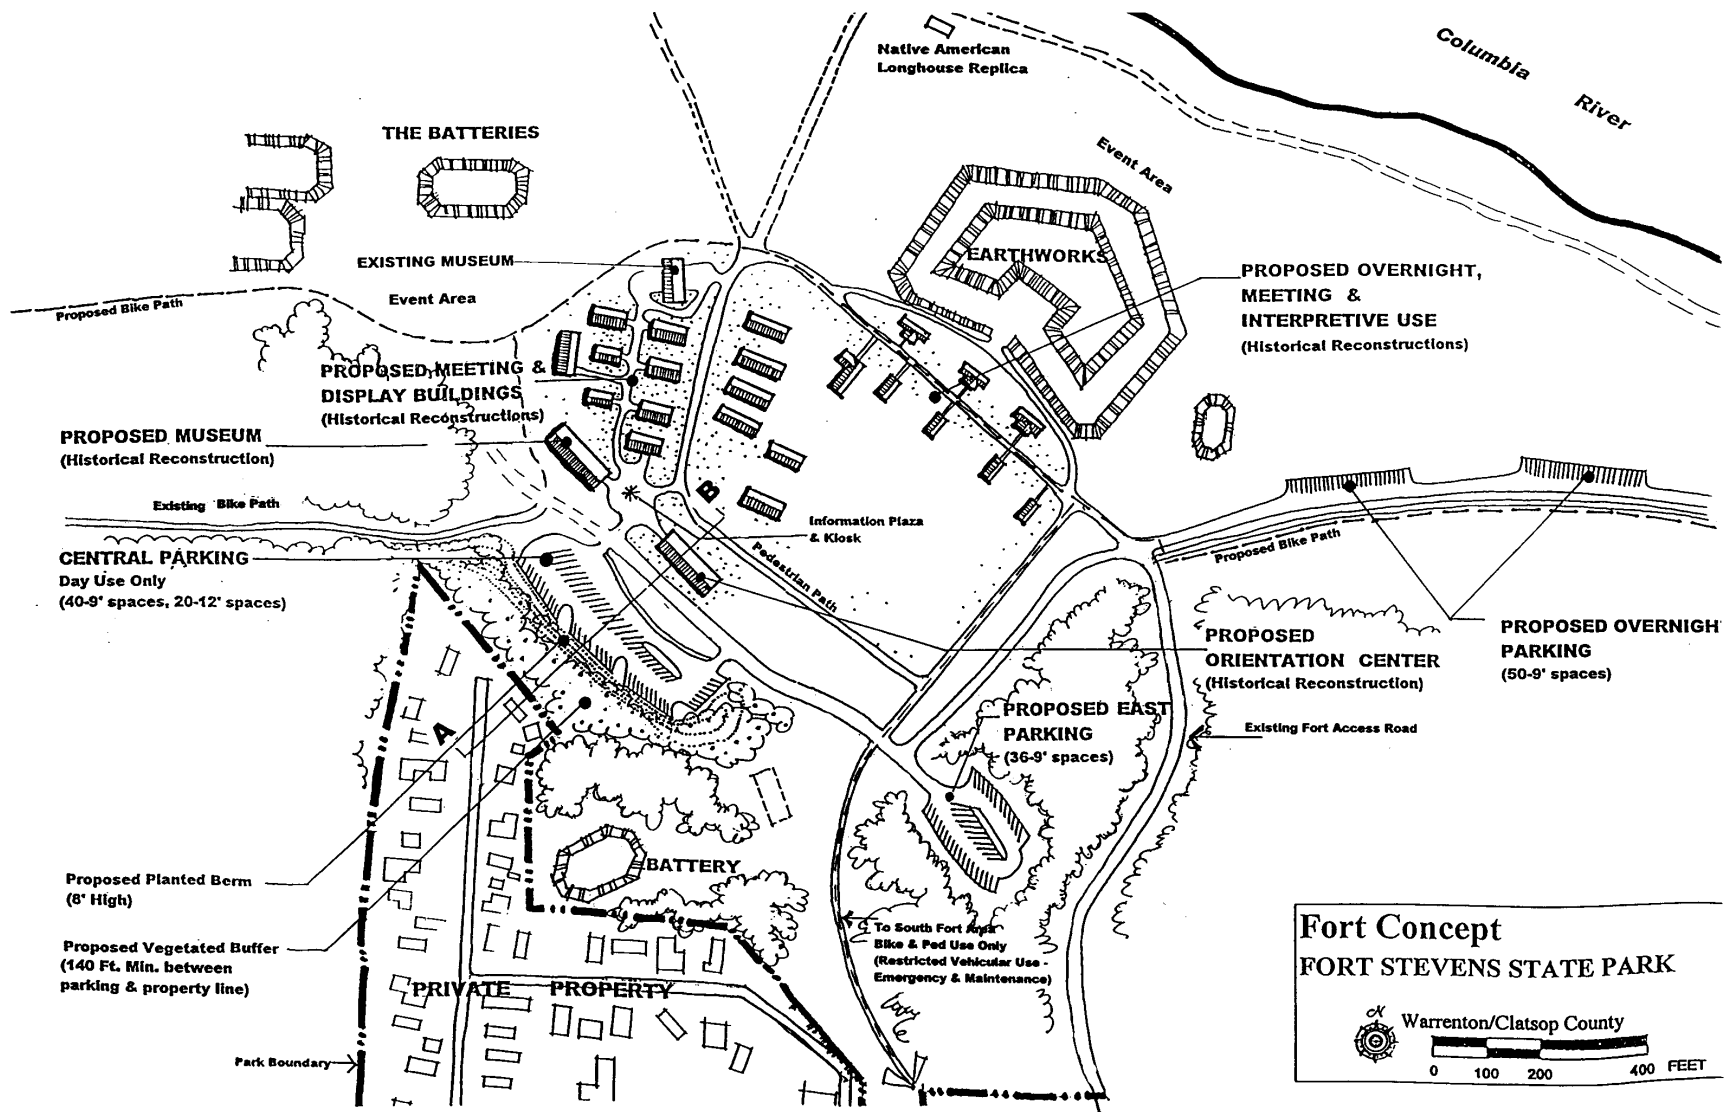 Native American
Longhouse Replica
Columbia
River
THE BATTERIES
Event Area
EARTHWORKS
EXISTING MUSEUM
Event Area
PROPOSED OVERNIGHT,
MEETING &
INTERPRETIVE USE
(Historical Reconstructions)
Proposed Bike Path
PROPOSED MEETING &
DISPLAY BUILDINGS
(Historical Reconstructions)
PROPOSED MUSEUM
(Historical Reconstruction)
Existing Bike Path
B
Information Plaza
& Kiosk
Pedestrian Path
Proposed Bike Path
CENTRAL PARKING
Day Use Only
(40-9' spaces, 20-12' spaces)
PROPOSED
ORIENTATION CENTER
(Historical Reconstruction)
PROPOSED OVERNIGH
PARKING
(50-9' spaces)
PROPOSED EAST
PARKING
(36-9' spaces)
Existing Fort Access Road
A
BATTERY
Proposed Planted Berm
(8' High)
Proposed Vegetated Buffer
(140 Ft. Min. between
parking & property line)
PRIVATE PROPERTY
To South Fort Area
Bike & Ped Use Only
(Restricted Vehicular Use -
Emergency & Maintenance)
Park Boundary
Fort Concept
FORT STEVENS STATE PARK
N
Warrenton/Clatsop County
0 100 200 400 FEET